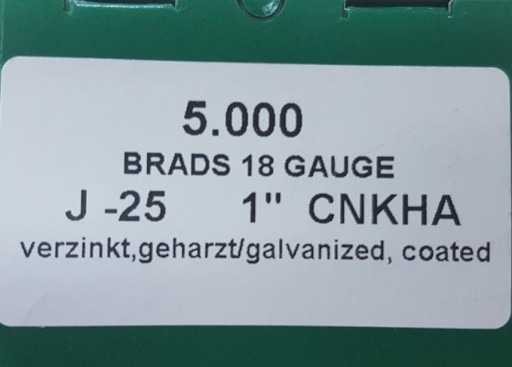 5.000
BRADS 18 GAUGE
J -25 1" CNKHA
verzinkt,geharzt/galvanized, coated